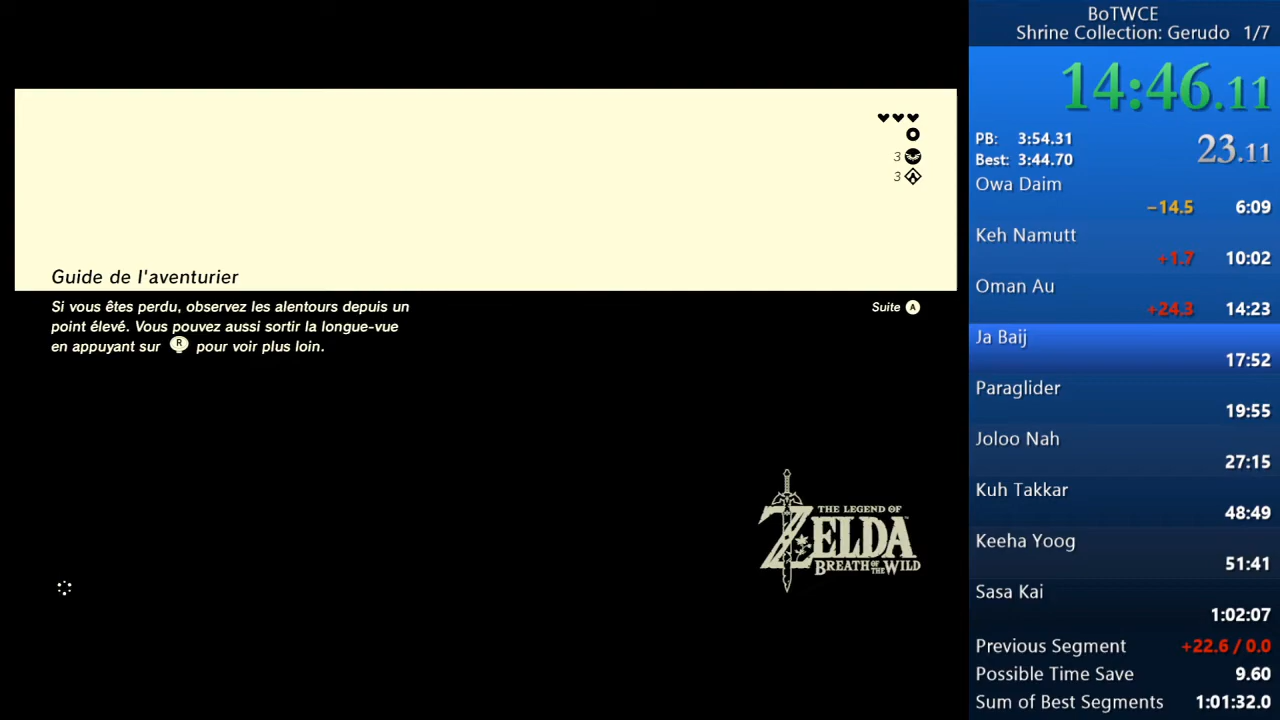 3
3
Guide de l'aventurier
Si vous êtes perdu, observez les alentours depuis un
point élevé. Vous pouvez aussi sortir la longue-vue
en appuyant sur R pour voir plus loin.
Suite A
THE LEGEND OF
ZELDA
BREATH OF THE WILD
BoTWCE
Shrine Collection: Gerudo 1/7
14:46.11
PB: 3:54.31
Best: 3:44.70
23.11
Owa Daim
−14.5 6:09
Keh Namutt
+1.7 10:02
Oman Au
+24.3 14:23
Ja Baij
17:52
Paraglider
19:55
Joloo Nah
27:15
Kuh Takkar
48:49
Keeha Yoog
51:41
Sasa Kai
1:02:07
Previous Segment +22.6 / 0.0
Possible Time Save 9.60
Sum of Best Segments 1:01:32.0